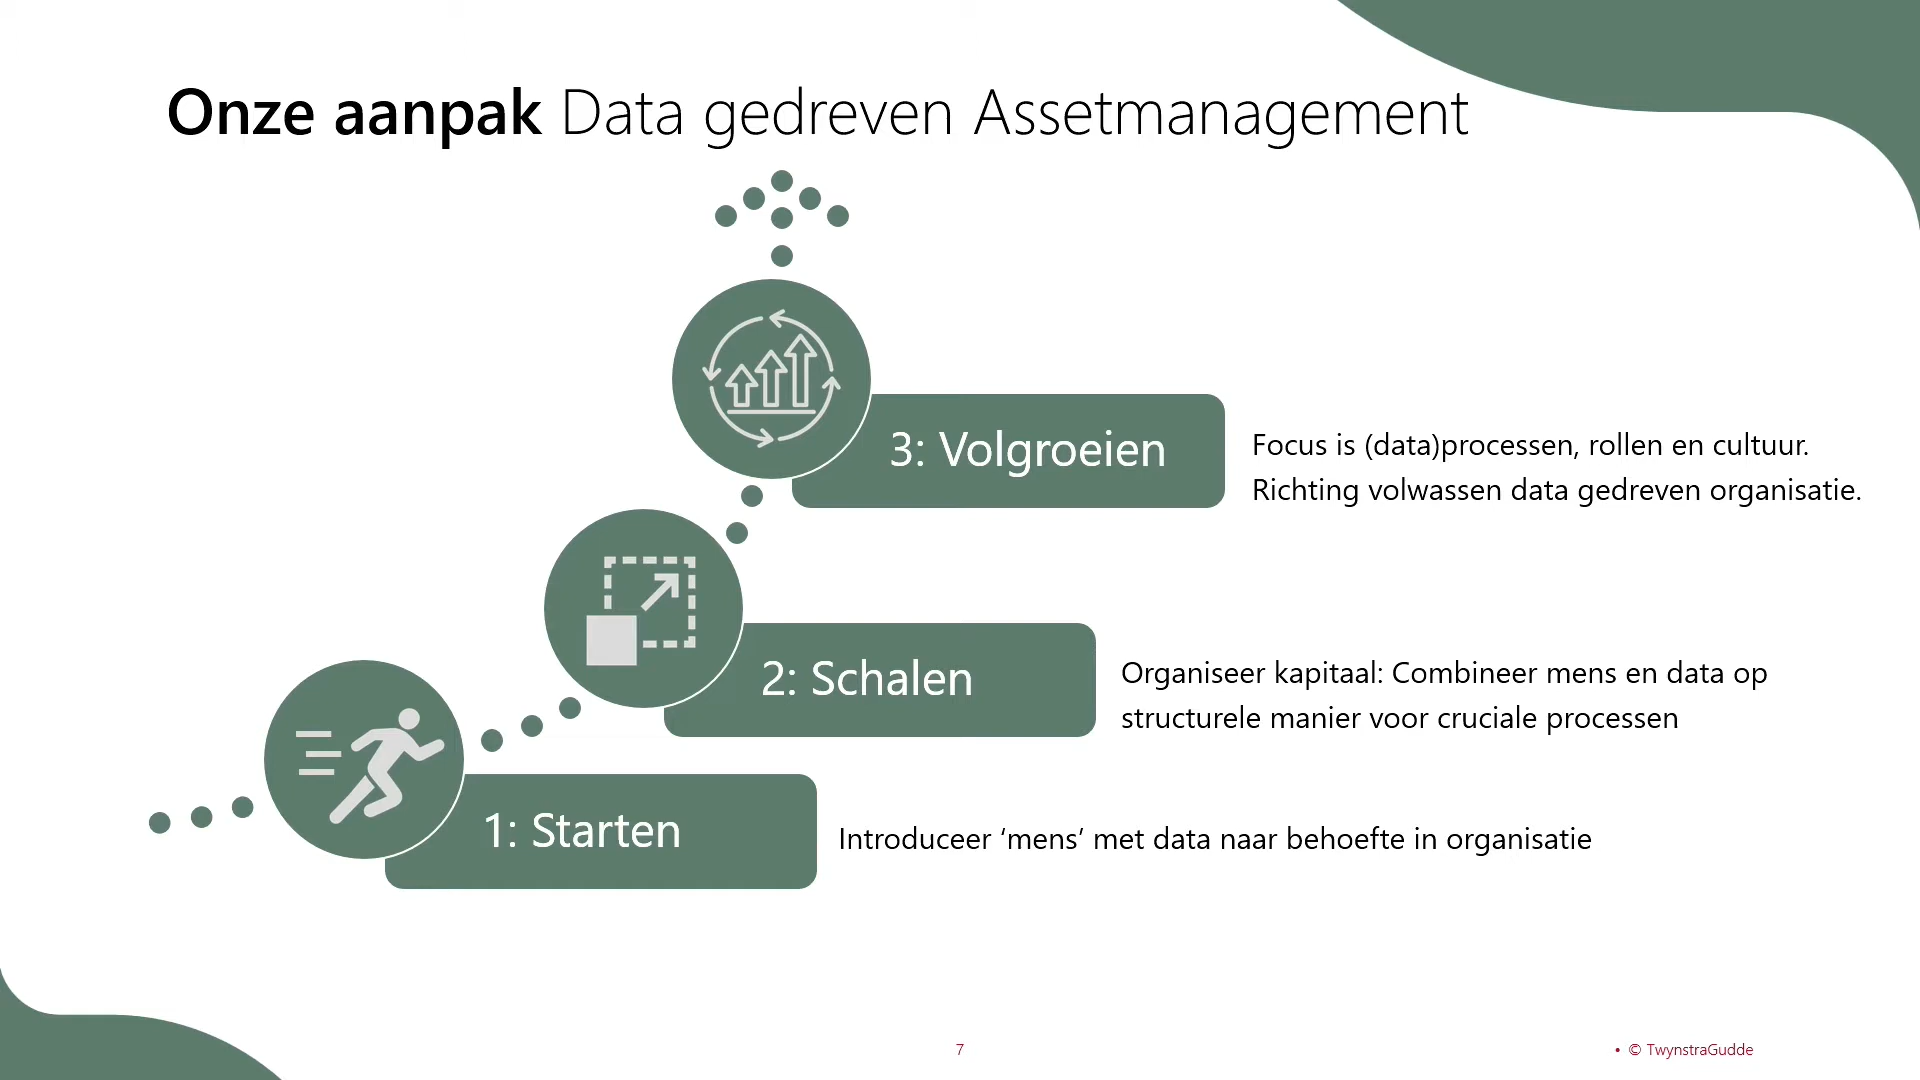 Onze aanpak Data gedreven Assetmanagement
3: Volgroeien
Focus is (data)processen, rollen en cultuur.
Richting volwassen data gedreven organisatie.
2: Schalen
Organiseer kapitaal: Combineer mens en data op
structurele manier voor cruciale processen
1: Starten
Introduceer ‘mens’ met data naar behoefte in organisatie
7
• © TwynstraGudde